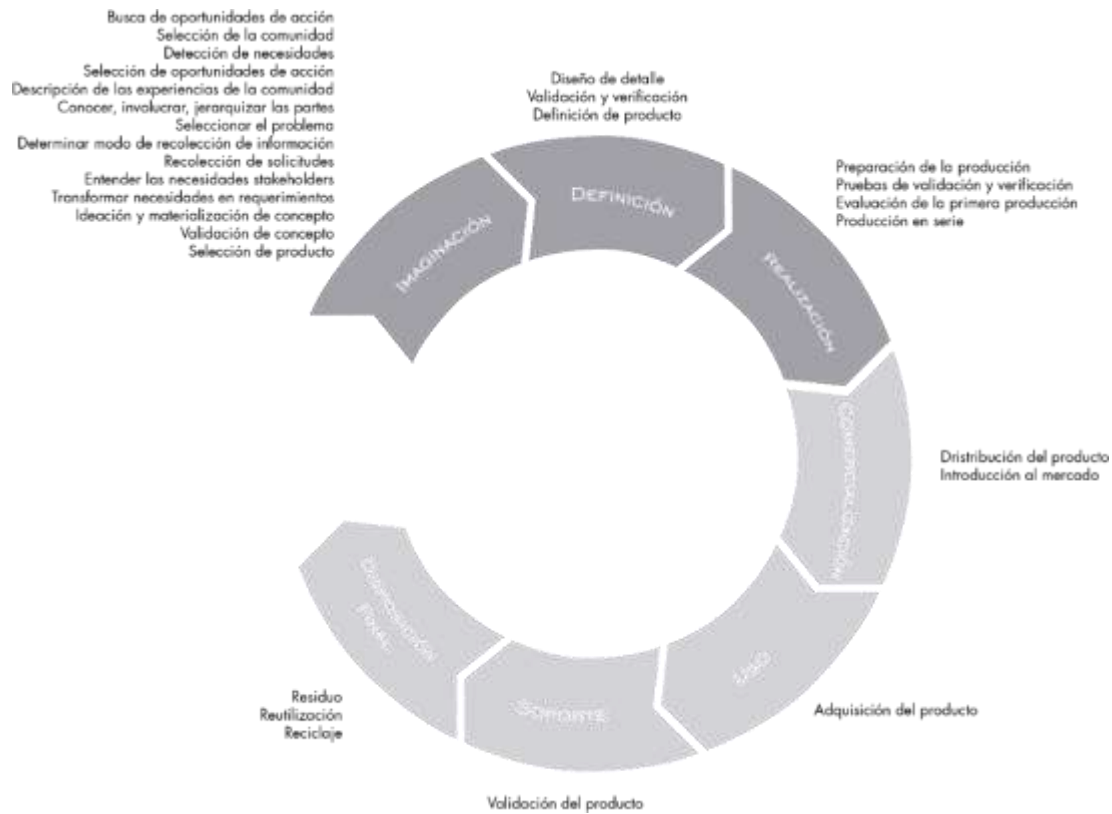 Busca de oportunidades de acción
Selección de la comunidad
Detección de necesidades
Selección de oportunidades de acción
Descripción de las experiencias de la comunidad
Conocer, involucrar, jerarquizar las partes
Seleccionar el problema
Determinar modo de recolección de información
Recolección de solicitudes
Entender las necesidades stakeholders
Transformar necesidades en requerimientos
Ideación y materialización de concepto
Validación de concepto
Selección de producto
IMAGINACIÓN
Diseño de detalle
Validación y verificación
Definición de producto
DEFINICIÓN
Preparación de la producción
Pruebas de validación y verificación
Evaluación de la primera producción
Producción en serie
REALIZACIÓN
Dristribución del producto
Introducción al mercado
COMERCIALIZACIÓN
Adquisición del producto
USO
Validación del producto
SOPORTE
Residuo
Reutilización
Reciclaje
DISPOSICIÓN
FINAL